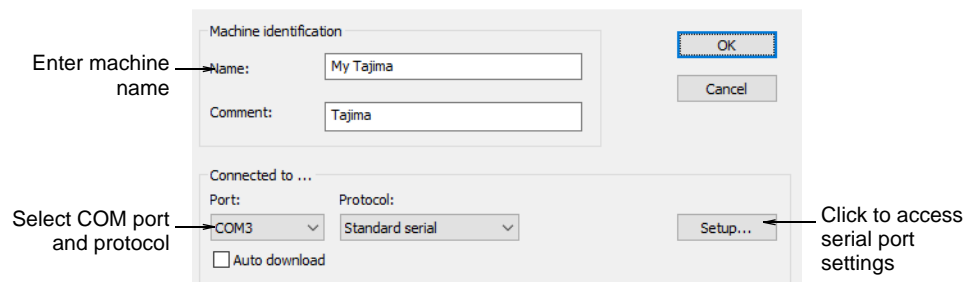 Machine identification
OK
Enter machine
name
Name:
My Tajima
Cancel
Comment:
Tajima
Connected to ...
Port:
Protocol:
Select COM port
and protocol
COM3
Standard serial
Setup...
Click to access
serial port
settings
Auto download